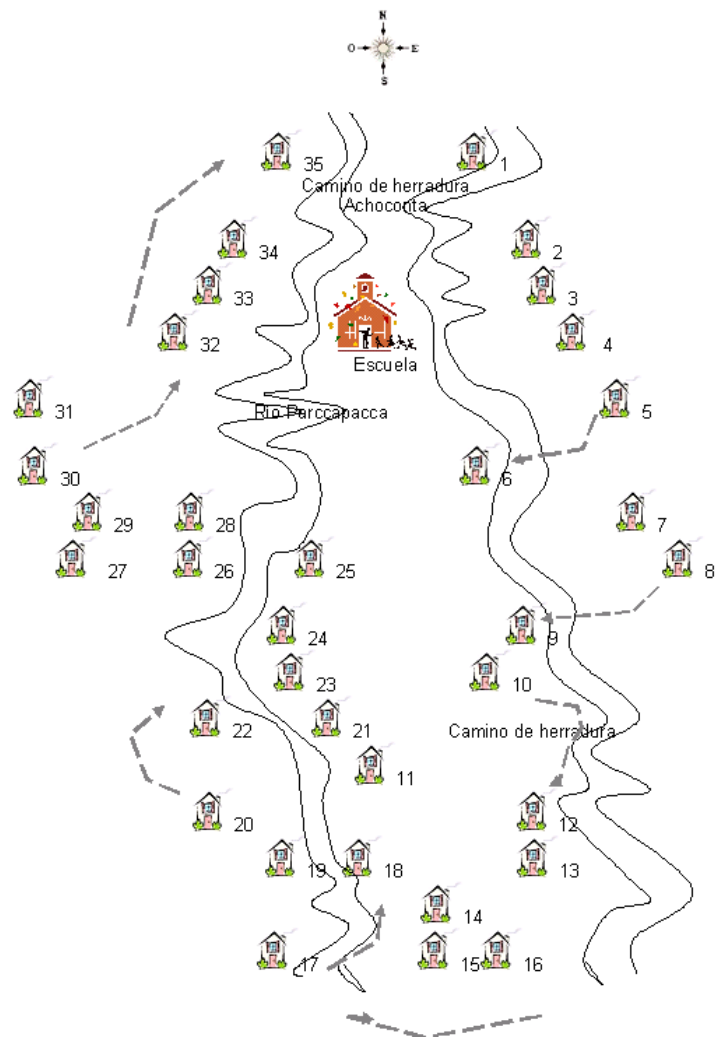 N
O E
S
35 1
Camino de herradura
Achoconta
34 2
33 3
32 4
Escuela
31 5
Rio Parccapacca
30 6
29 28 7
27 26 25 8
24 9
23 10
22 21 Camino de herradura
11
20 12
19 18 13
14
17 15 16